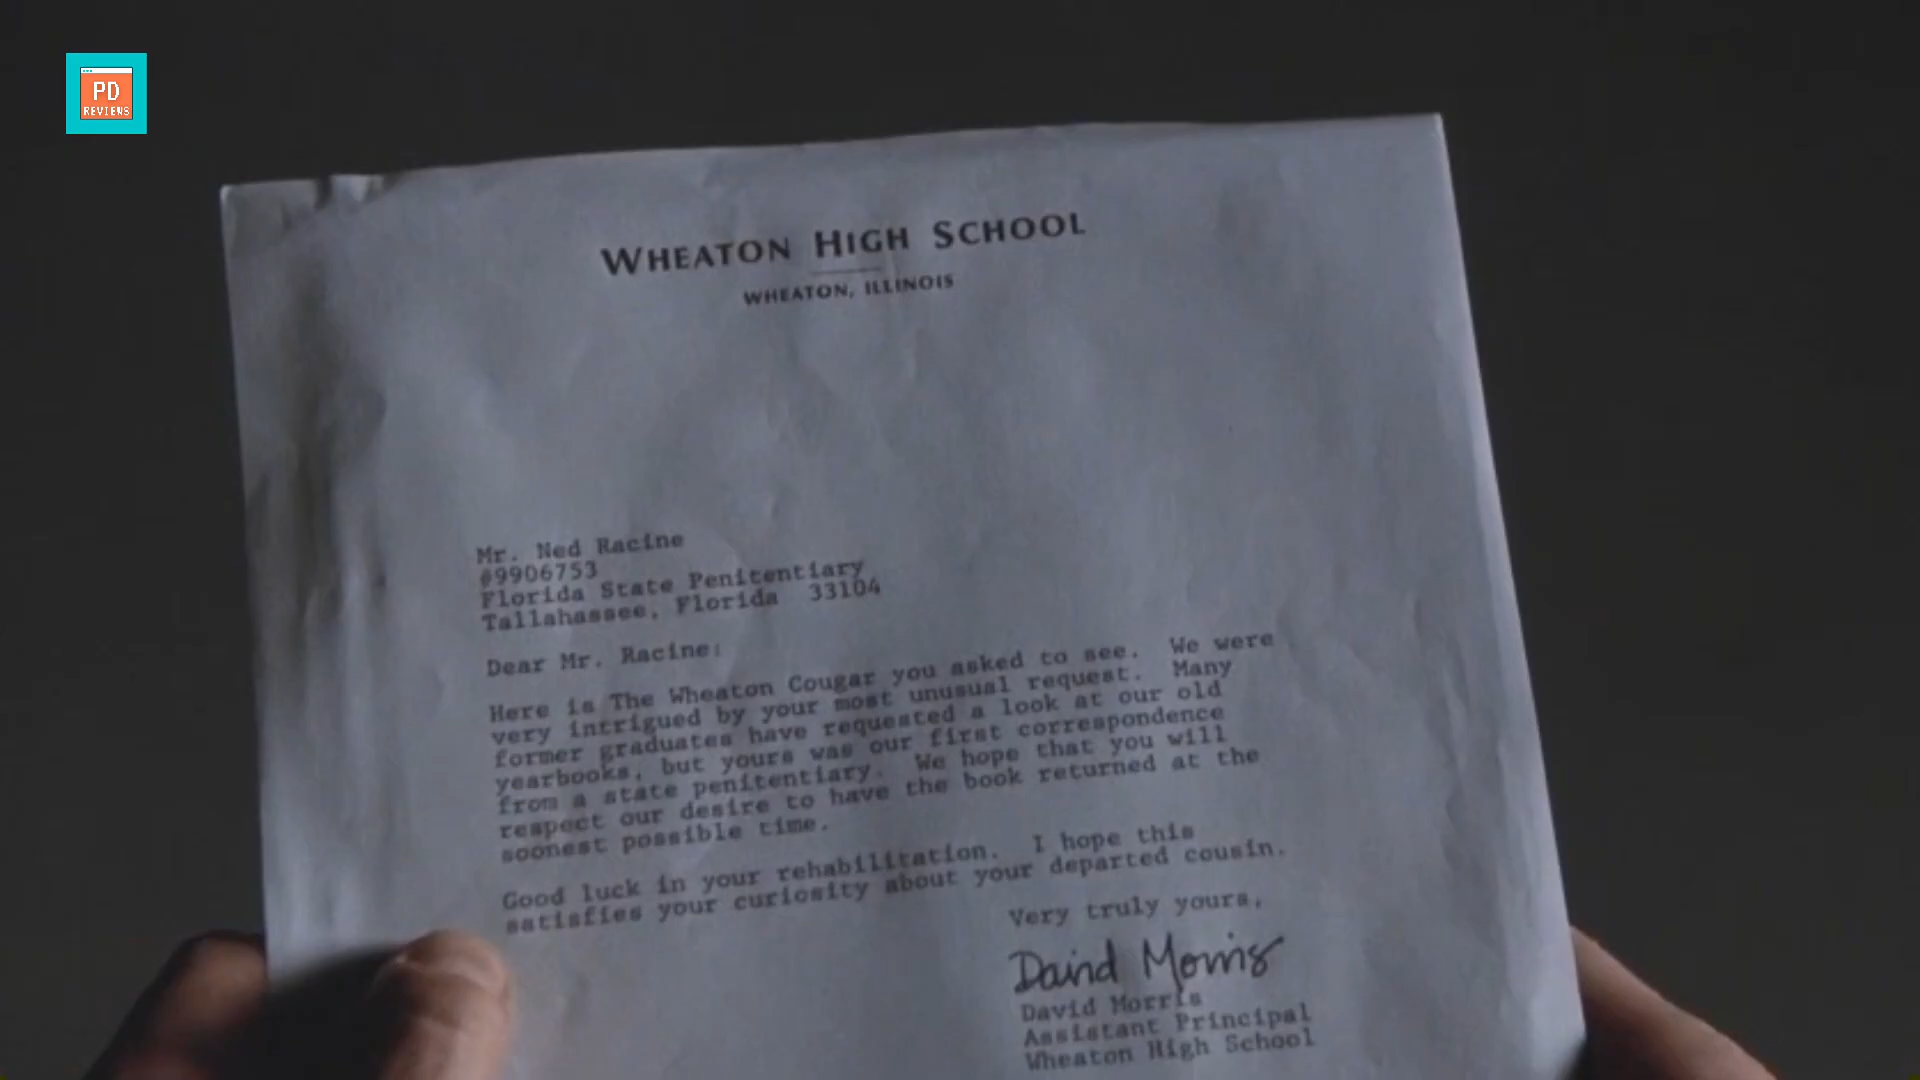 PD
REVIEWS
WHEATON HIGH SCHOOL
WHEATON, ILLINOIS
Mr. Ned Racine
#9906753
Florida State Penitentiary
Tallahassee, Florida 33104
Dear Mr. Racine:
Here is The Wheaton Cougar you asked to see. We were
very intrigued by your most unusual request. Many
former graduates have requested a look at our old
yearbooks, but yours was our first correspondence
from a state penitentiary. We hope that you will
respect our desire to have the book returned at the
soonest possible time.
Good luck in your rehabilitation. I hope this
satisfies your curiosity about your departed cousin.
Very truly yours,
David Morris
David Morris
Assistant Principal
Wheaton High School